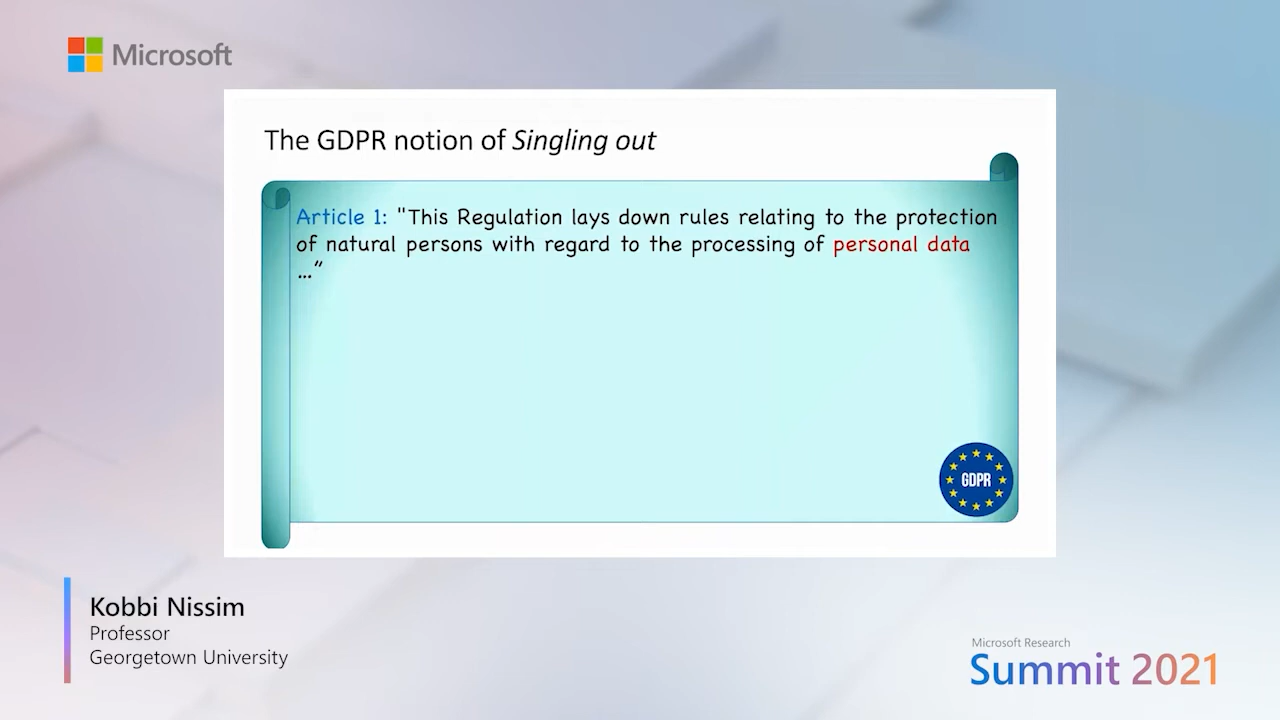 Microsoft
The GDPR notion of Singling out
Article 1: "This Regulation lays down rules relating to the protection
of natural persons with regard to the processing of personal data
…”
GDPR
Kobbi Nissim
Professor
Georgetown University
Microsoft Research
Summit 2021